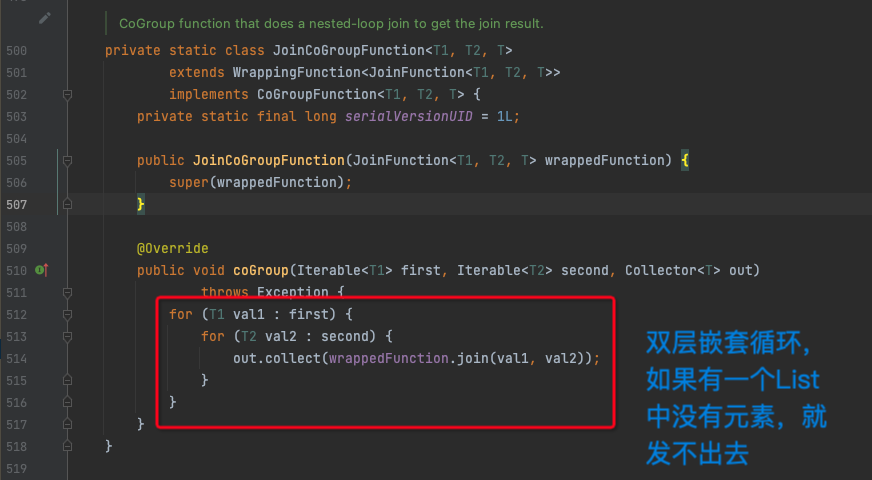 CoGroup function that does a nested-loop join to get the join result.
500 private static class JoinCoGroupFunction<T1, T2, T>
501 extends WrappingFunction<JoinFunction<T1, T2, T>>
502 implements CoGroupFunction<T1, T2, T> {
503 private static final long serialVersionUID = 1L;
504
505 public JoinCoGroupFunction(JoinFunction<T1, T2, T> wrappedFunction) {
506 super(wrappedFunction);
507 }
508
509 @Override
510 public void coGroup(Iterable<T1> first, Iterable<T2> second, Collector<T> out)
511 throws Exception {
512 for (T1 val1 : first) {
513 for (T2 val2 : second) {
514 out.collect(wrappedFunction.join(val1, val2));
515 }
516 }
517 }
518 }
519
双层嵌套循环，
如果有一个List
中没有元素，就
发不出去